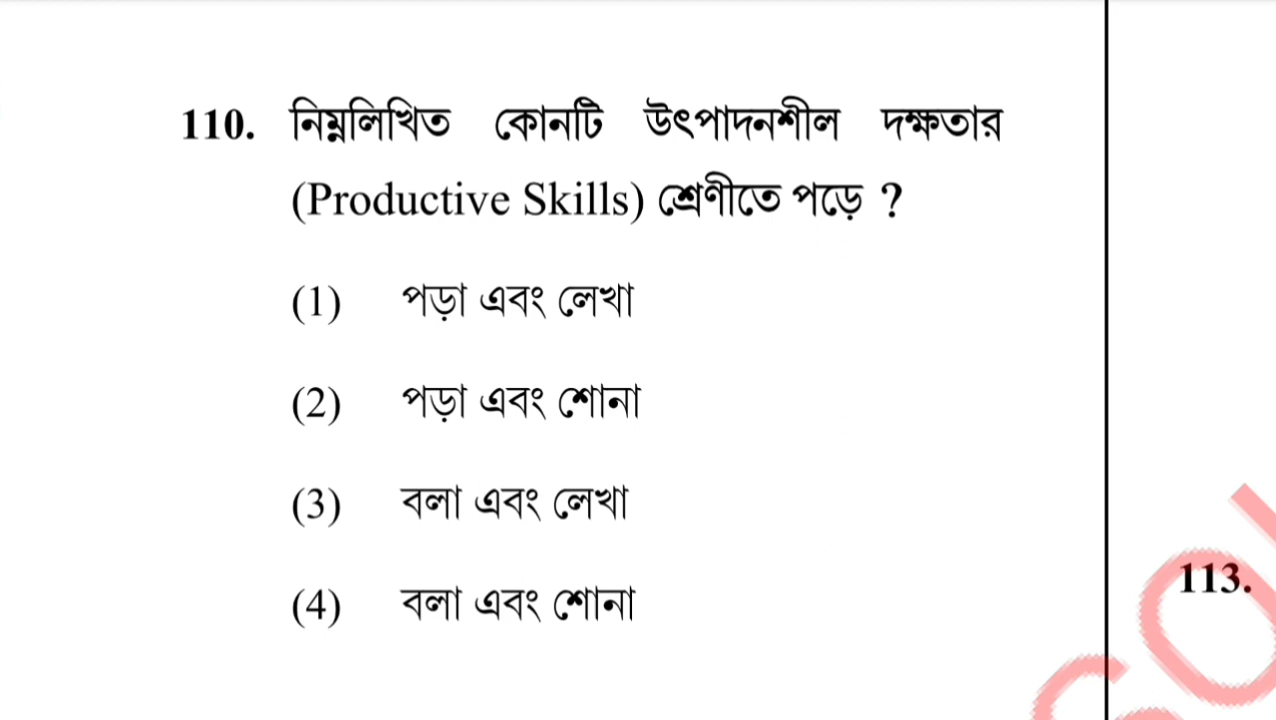 110. নিম্নলিখিত কোনটি উৎপাদনশীল দক্ষতার
(Productive Skills) শ্রেণীতে পড়ে ?
(1) পড়া এবং লেখা
(2) পড়া এবং শোনা
(3) বলা এবং লেখা
(4) বলা এবং শোনা
113.